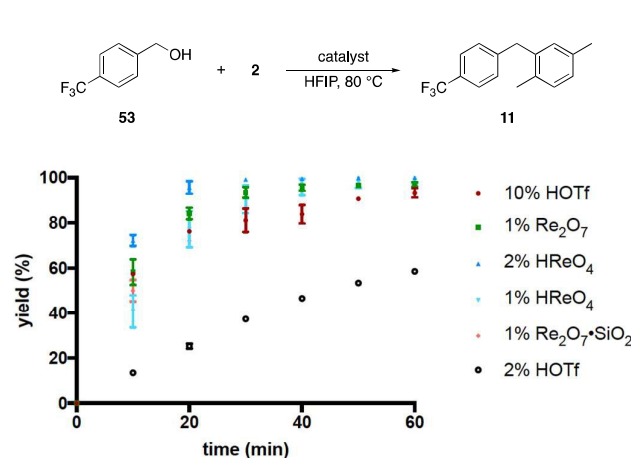 OH
F₃C
53
+
2
catalyst
HFIP, 80 °C
F₃C
11
yield (%)
100
80
60
40
20
0
0 20 40 60
time (min)
10% HOTf
1% Re₂O₇
2% HReO₄
1% HReO₄
1% Re₂O₇•SiO₂
2% HOTf